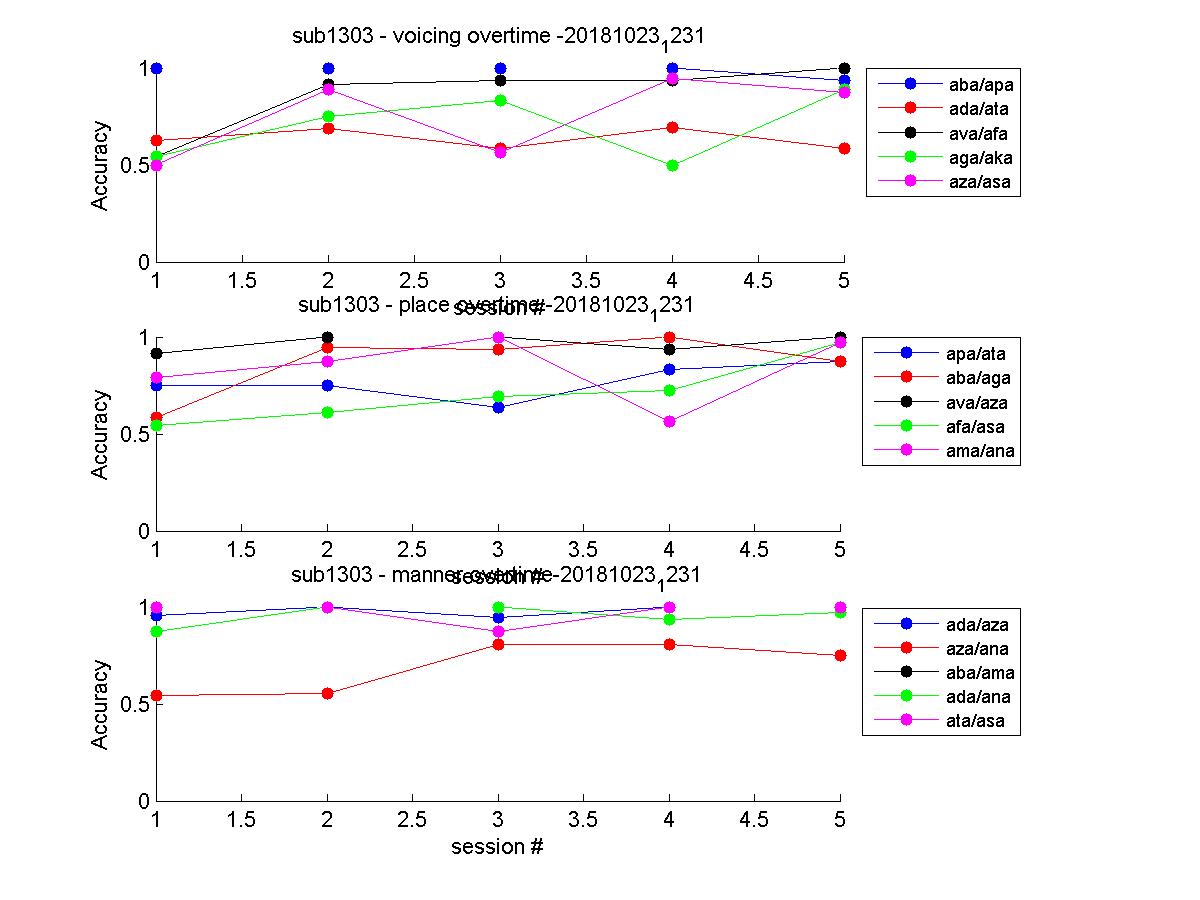 sub1303 - voicing overtime -20181023₁231
1
0.5
0
Accuracy
1 1.5 2 2.5 3 3.5 4 4.5 5
session #
aba/apa
ada/ata
ava/afa
aga/aka
aza/asa
sub1303 - place overtime -20181023₁231
1
0.5
0
Accuracy
1 1.5 2 2.5 3 3.5 4 4.5 5
session #
apa/ata
aba/aga
ava/aza
afa/asa
ama/ana
sub1303 - manner overtime -20181023₁231
1
0.5
0
Accuracy
1 1.5 2 2.5 3 3.5 4 4.5 5
session #
ada/aza
aza/ana
aba/ama
ada/ana
ata/asa